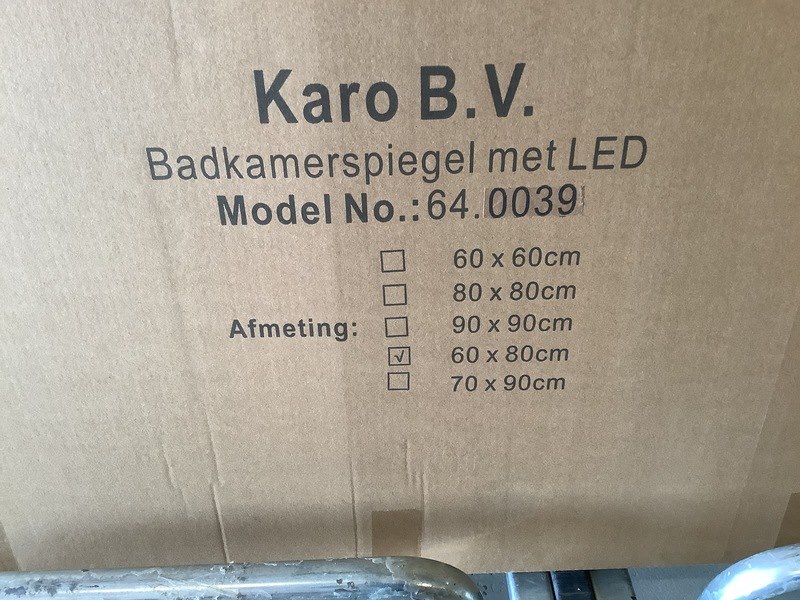 Karo B.V.
Badkamerspiegel met LED
Model No.:64.0039
☐ 60 x 60cm
☐ 80 x 80cm
Afmeting: ☐ 90 x 90cm
☑ 60 x 80cm
☐ 70 x 90cm